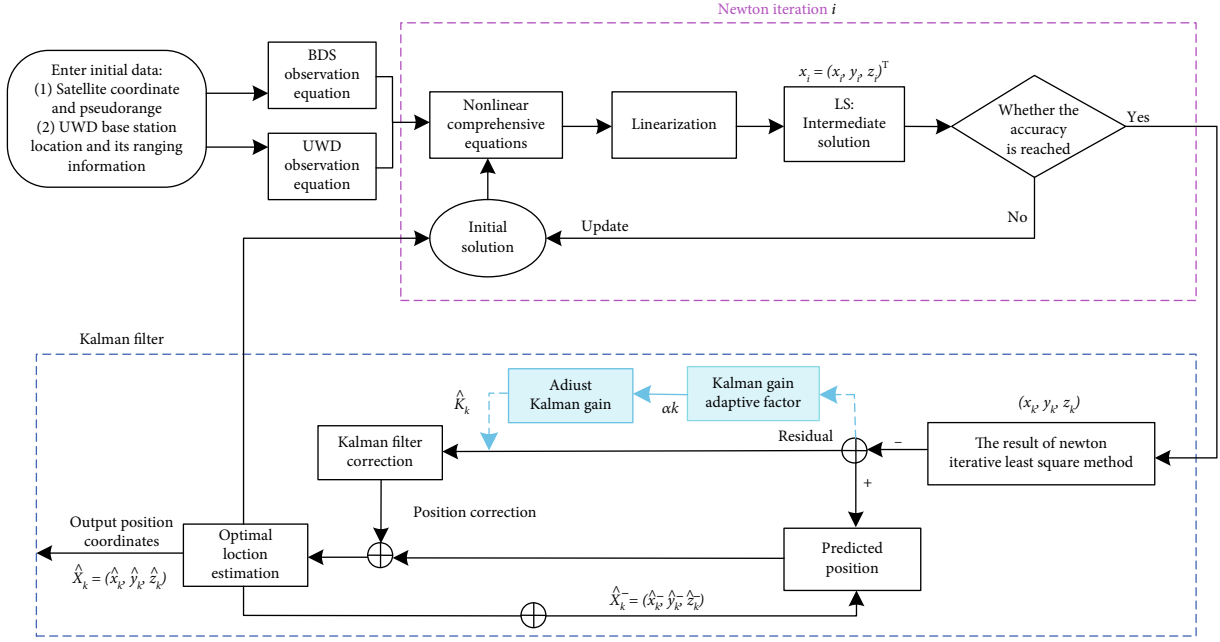 Newton iteration i
Enter initial data:
(1) Satellite coordinate
and pseudorange
(2) UWD base station
location and its ranging
information
BDS
observation
equation
UWD
observation
equation
Nonlinear
comprehensive
equations
Linearization
x_i = (x_i, y_i, z_i)^T
LS:
Intermediate
solution
Whether the
accuracy
is reached
Yes
No
Update
Initial
solution
Kalman filter
K̂_k
Adiust
Kalman gain
αk
Kalman gain
adaptive factor
(x_k, y_k, z_k)
The result of newton
iterative least square method
−
Residual
+
Kalman filter
correction
Position correction
Predicted
position
Optimal
loction
estimation
Output position
coordinates
X̂_k = (x̂_k, ŷ_k, ẑ_k)
X̂_k^− = (x̂_k^−, ŷ_k^−, ẑ_k^−)